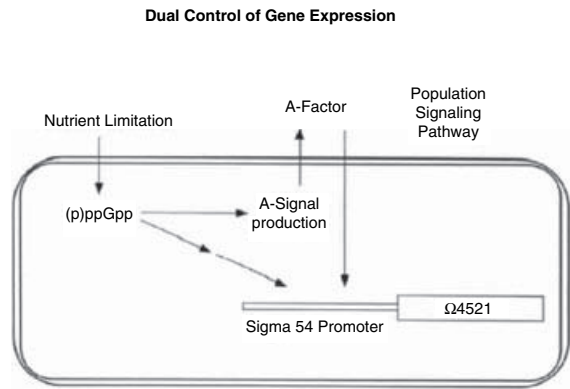 Dual Control of Gene Expression
Nutrient Limitation
A-Factor
Population
Signaling
Pathway
(p)ppGpp
A-Signal
production
Sigma 54 Promoter
Ω4521